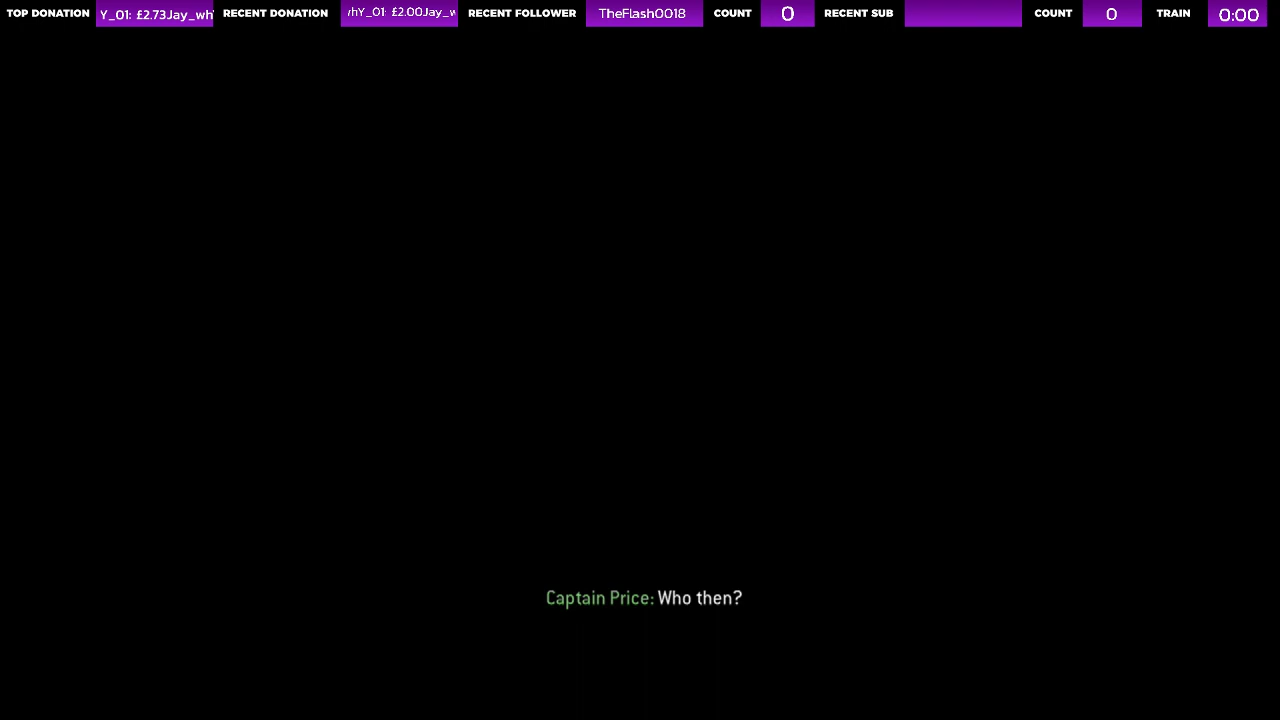 TOP DONATION Y_01: £2.73Jay_wh RECENT DONATION hY_01: £2.00Jay_w RECENT FOLLOWER TheFlash0018 COUNT 0 RECENT SUB COUNT 0 TRAIN 0:00
Captain Price: Who then?